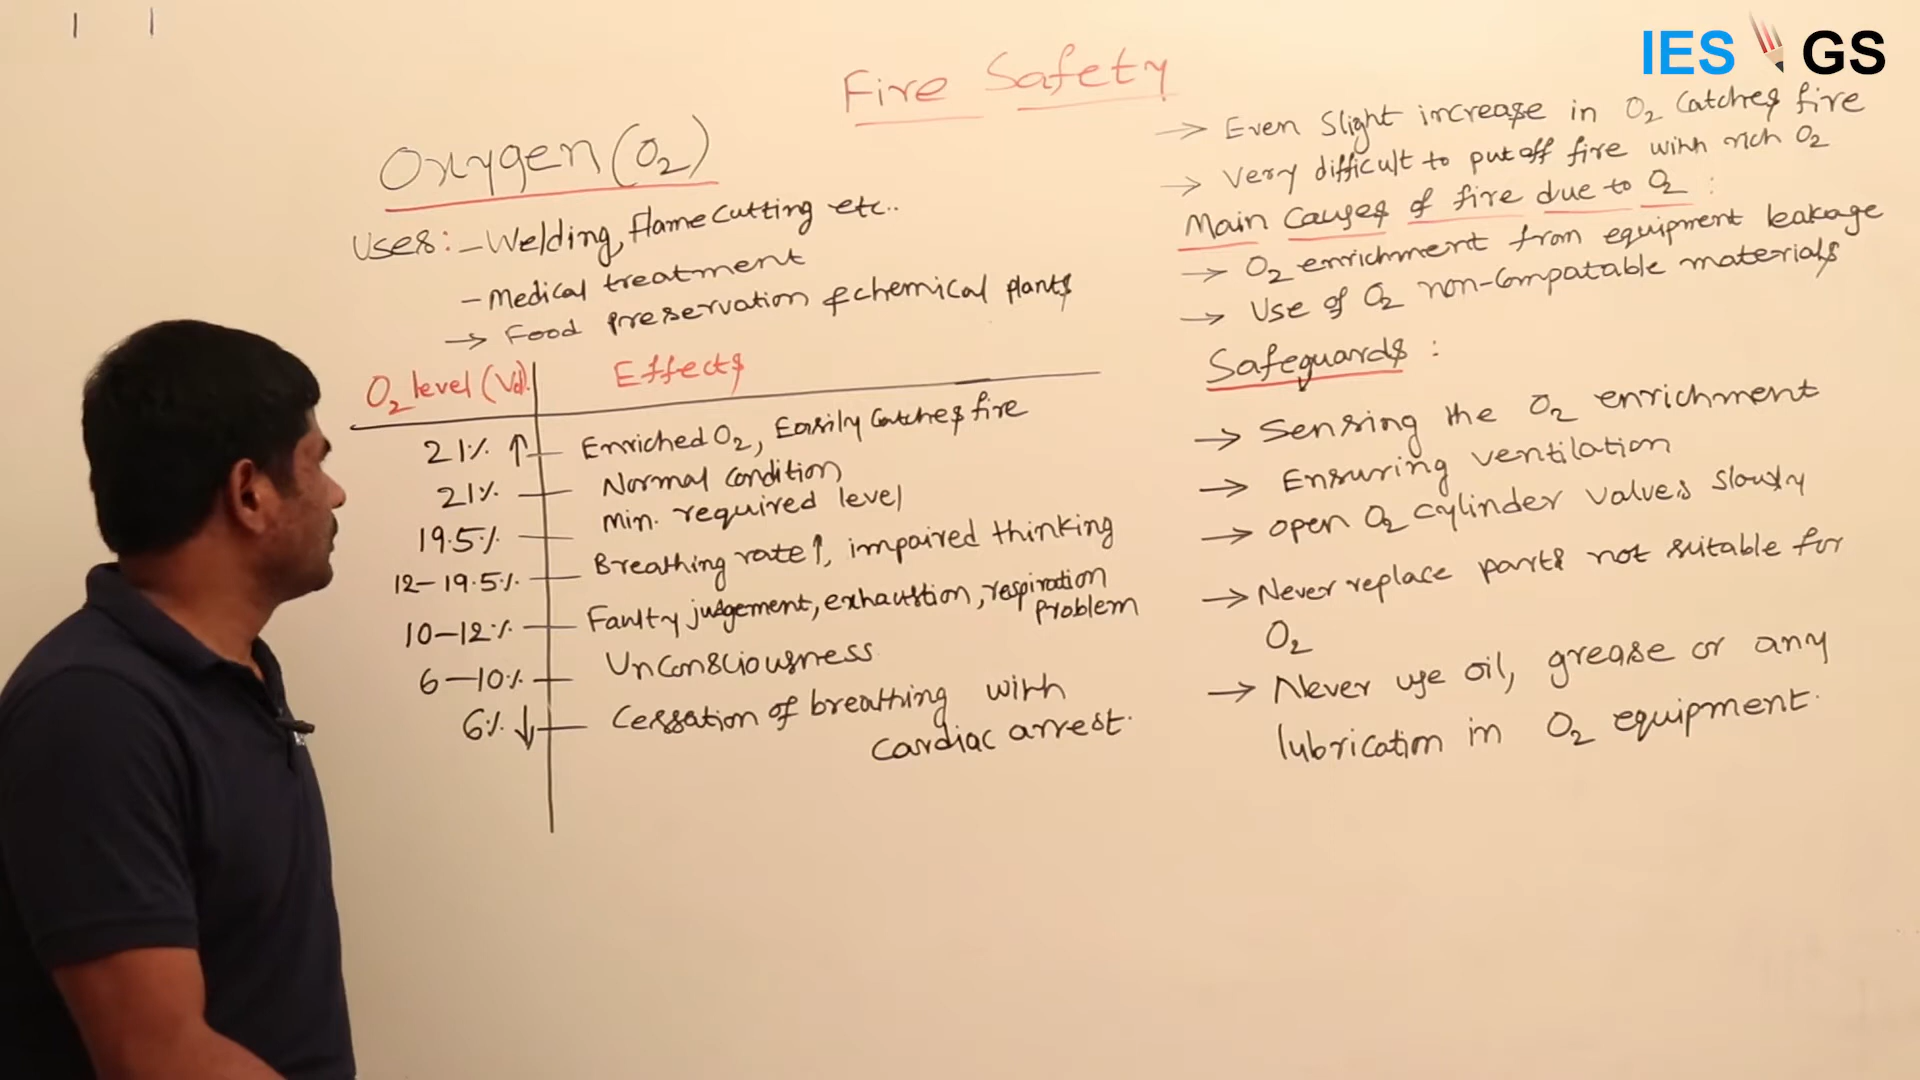 IES GS
Fire Safety
Oxygen (O2)
Uses: - Welding, Flame Cutting etc..
- Medical treatment
→ Food preservation & chemical plants
O2 level (Vol. Effects
21% ↑ Enriched O2, Easily Catches fire
21% Normal condition
19.5% min. required level
12-19.5% Breathing rate↑, impaired thinking
10-12% Faulty judgement, exhaustion, respiration
problem
6-10% Unconsciousness
6% ↓ Cessation of breathing with
cardiac arrest.
→ Even Slight increase in O2 Catches fire
→ Very difficult to put off fire with rich O2
Main Causes of fire due to O2 :
→ O2 enrichment from equipment leakage
→ Use of O2 non-compatable materials
Safeguards :
→ Sensing the O2 enrichment
→ Ensuring ventilation
→ open O2 cylinder valves slowly
→ Never replace parts not suitable for
O2
→ Never use oil, grease or any
lubrication in O2 equipment.